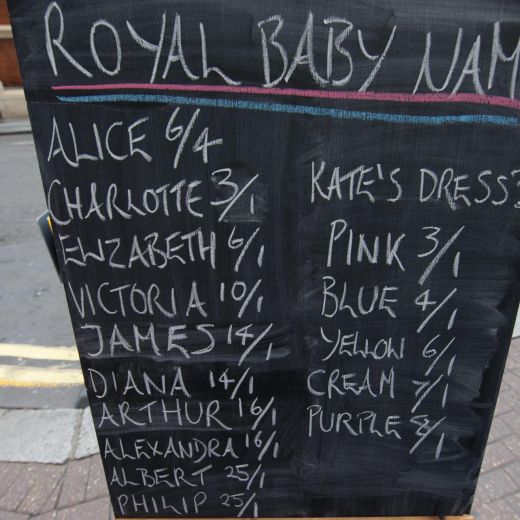 ROYAL BABY NAM
ALICE 6/4
CHARLOTTE 3/1
ELIZABETH 6/1
VICTORIA 10/1
JAMES 14/1
DIANA 14/1
ARTHUR 16/1
ALEXANDRA 16/1
ALBERT 25/1
PHILIP 25/1
KATE'S DRESS?
PINK 3/1
BLUE 4/1
YELLOW 6/1
CREAM 7/1
PURPLE 8/1